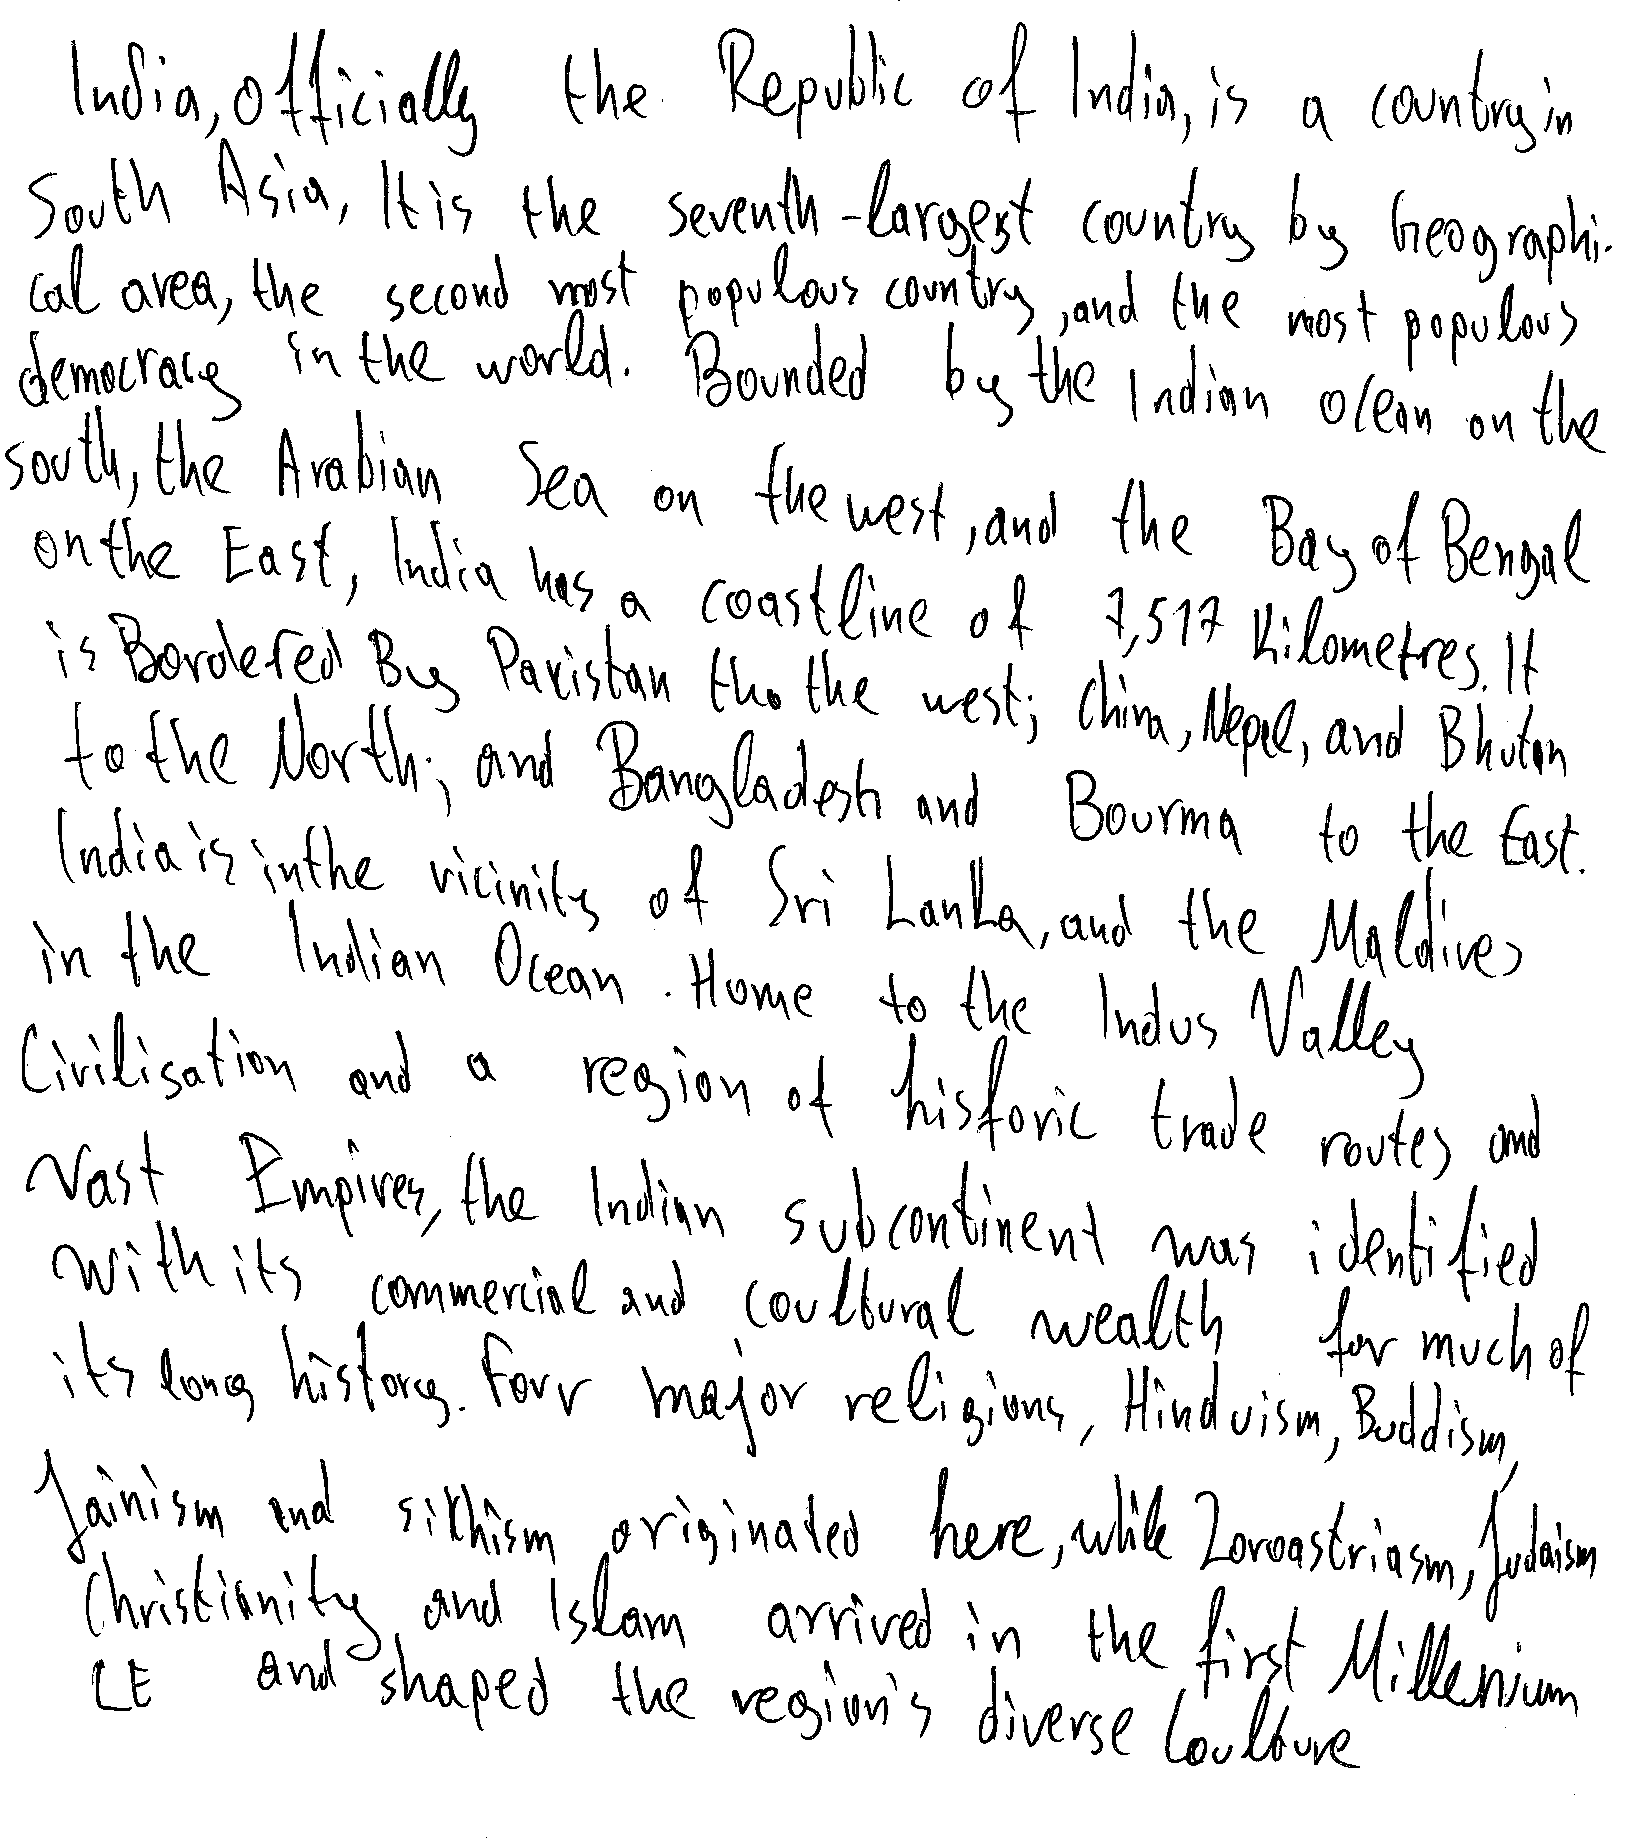 India, officially the Republic of India, is a country in
South Asia, It is the seventh-largest country by Geographi-
cal area, the second most populous country, and the most populous
democracy in the world. Bounded by the Indian Ocean on the
south, the Arabian Sea on the west, and the Bay of Bengal
on the East, India has a coastline of 7,517 Kilometres. It
is Bordered By Pakistan tho the west; China, Nepal, and Bhutan
to the North; and Bangladesh and Bourma to the East.
India is in the vicinity of Sri Lanka, and the Maldives
in the Indian Ocean. Home to the Indus Valley
Civilisation and a region of historic trade routes and
Vast Empires, the Indian subcontinent was identified
with its commercial and coultural wealth for much of
its long history. Four major religions, Hinduism, Buddism,
Jainism and sikhism originated here, while Zoroastriasm, Judaism
Christianity and Islam arrived in the first Millenium
CE and shaped the region's diverse Coulture